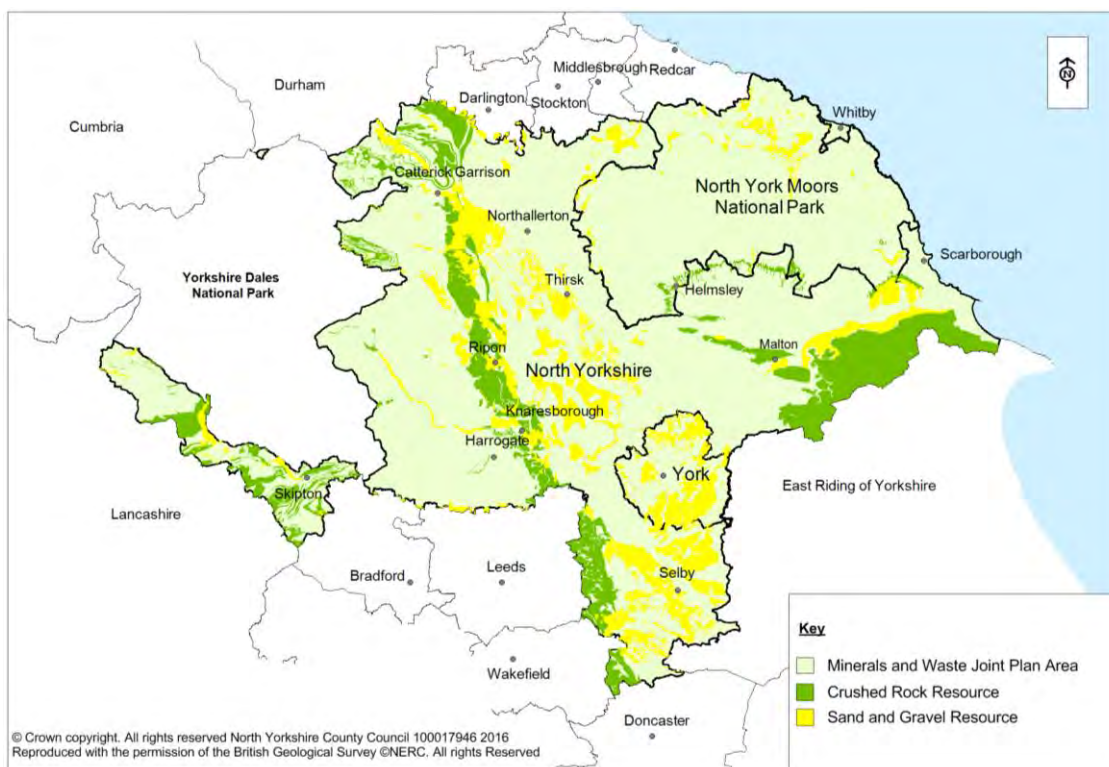 Durham
Middlesbrough
Redcar
Darlington
Stockton
N
Cumbria
Whitby
Catterick Garrison
North York Moors
National Park
Northallerton
Scarborough
Yorkshire Dales
National Park
Thirsk
Helmsley
Malton
Ripon
North Yorkshire
Knaresborough
Harrogate
York
Skipton
East Riding of Yorkshire
Lancashire
Bradford
Leeds
Selby
Wakefield
Doncaster
Key
Minerals and Waste Joint Plan Area
Crushed Rock Resource
Sand and Gravel Resource
© Crown copyright. All rights reserved North Yorkshire County Council 100017946 2016
Reproduced with the permission of the British Geological Survey ©NERC. All rights Reserved